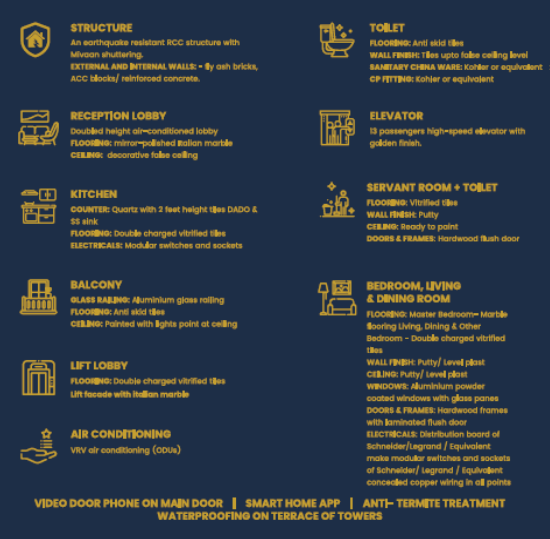 STRUCTURE
An earthquake resistant RCC structure with
Mivaan shuttering.
EXTERNAL AND INTERNAL WALLS: - fly ash bricks,
ACC blocks/ reinforced concrete.
RECEPTION LOBBY
Doubled height air-conditioned lobby
FLOORING: mirror-polished Italian marble
CEILING: decorative false ceiling
KITCHEN
COUNTER: Quartz with 2 feet height tiles DADO &
SS sink
FLOORING: Double charged vitrified tiles
ELECTRICALS: Modular switches and sockets
BALCONY
GLASS RAILING: Aluminium glass railing
FLOORING: Anti skid tiles
CEILING: Painted with lights point at ceiling
LIFT LOBBY
FLOORING: Double charged vitrified tiles
Lift facade with italian marble
AIR CONDITIONING
VRV air conditioning (ODUs)
TOILET
FLOORING: Anti skid tiles
WALL FINISH: Tiles upto false ceiling level
SANITARY CHINA WARE: Kohler or equivalent
CP FITTING: Kohler or equivalent
ELEVATOR
13 passengers high-speed elevator with
golden finish.
SERVANT ROOM + TOILET
FLOORING: Vitrified tiles
WALL FINISH: Putty
CEILING: Ready to paint
DOORS & FRAMES: Hardwood flush door
BEDROOM, LIVING
& DINING ROOM
FLOORING: Master Bedroom- Marble
flooring Living, Dining & Other
Bedroom - Double charged vitrified
tiles
WALL FINISH: Putty/ Level plast
CEILING: Putty/ Level plast
WINDOWS: Aluminium powder
coated windows with glass panes
DOORS & FRAMES: Hardwood frames
with laminated flush door
ELECTRICALS: Distribution board of
Schneider/Legrand / Equivalent
make modular switches and sockets
of Schneider/ Legrand / Equivalent
concealed copper wiring in all points
VIDEO DOOR PHONE ON MAIN DOOR | SMART HOME APP | ANTI- TERMITE TREATMENT
WATERPROOFING ON TERRACE OF TOWERS